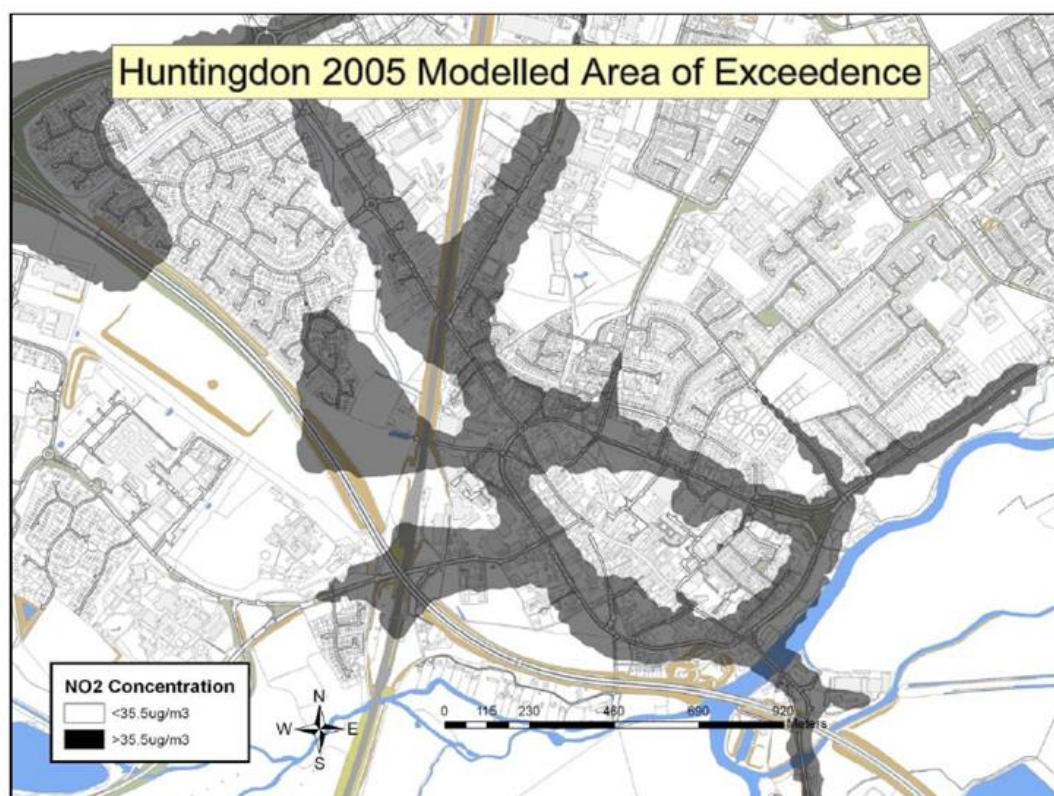 Huntingdon 2005 Modelled Area of Exceedence
NO2 Concentration
<35.5ug/m3
>35.5ug/m3
N
W E
S
0 115 230 460 690 920
Meters